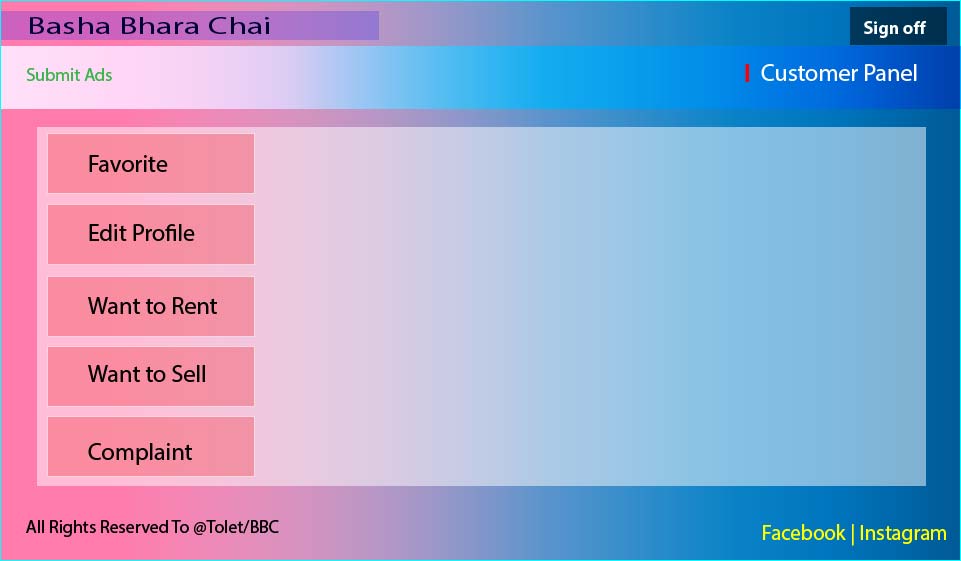 Basha Bhara Chai
Sign off
Submit Ads
Customer Panel
Favorite
Edit Profile
Want to Rent
Want to Sell
Complaint
All Rights Reserved To @Tolet/BBC
Facebook | Instagram